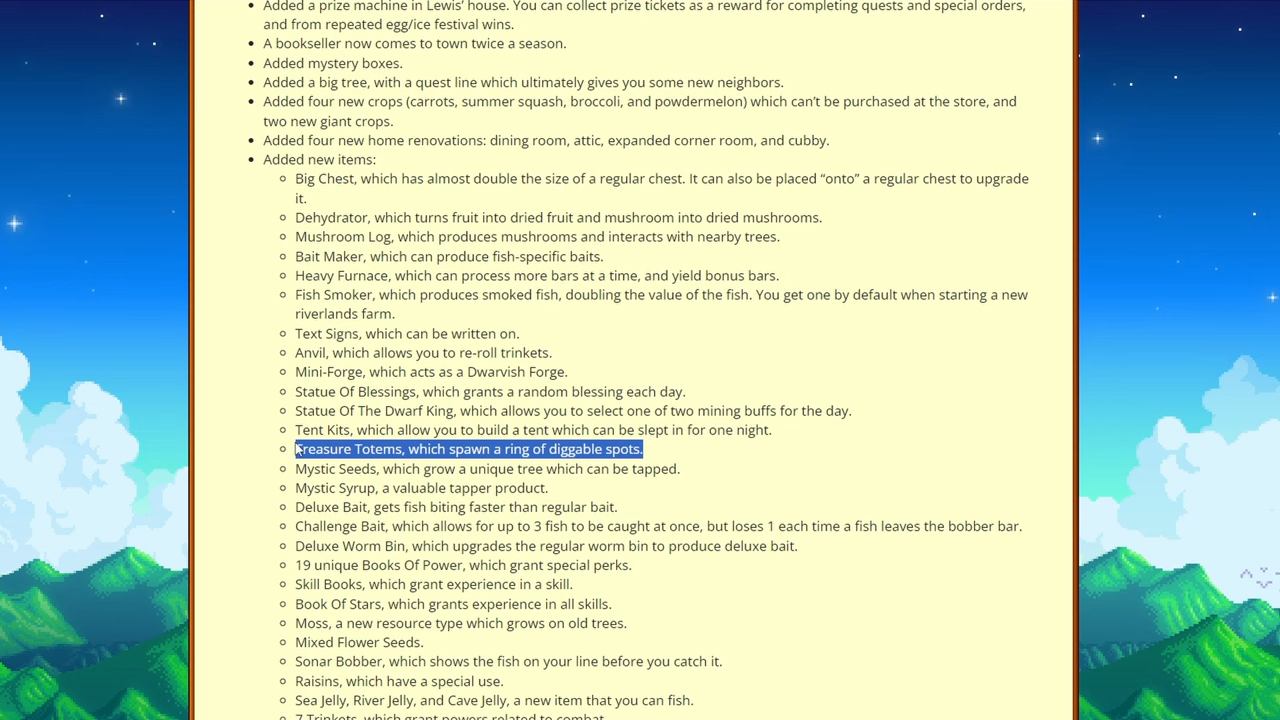 Added a prize machine in Lewis’ house. You can collect prize tickets as a reward for completing quests and special orders,
and from repeated egg/ice festival wins.
A bookseller now comes to town twice a season.
Added mystery boxes.
Added a big tree, with a quest line which ultimately gives you some new neighbors.
Added four new crops (carrots, summer squash, broccoli, and powdermelon) which can’t be purchased at the store, and
two new giant crops.
Added four new home renovations: dining room, attic, expanded corner room, and cubby.
Added new items:
Big Chest, which has almost double the size of a regular chest. It can also be placed “onto” a regular chest to upgrade
it.
Dehydrator, which turns fruit into dried fruit and mushroom into dried mushrooms.
Mushroom Log, which produces mushrooms and interacts with nearby trees.
Bait Maker, which can produce fish-specific baits.
Heavy Furnace, which can process more bars at a time, and yield bonus bars.
Fish Smoker, which produces smoked fish, doubling the value of the fish. You get one by default when starting a new
riverlands farm.
Text Signs, which can be written on.
Anvil, which allows you to re-roll trinkets.
Mini-Forge, which acts as a Dwarvish Forge.
Statue Of Blessings, which grants a random blessing each day.
Statue Of The Dwarf King, which allows you to select one of two mining buffs for the day.
Tent Kits, which allow you to build a tent which can be slept in for one night.
Treasure Totems, which spawn a ring of diggable spots.
Mystic Seeds, which grow a unique tree which can be tapped.
Mystic Syrup, a valuable tapper product.
Deluxe Bait, gets fish biting faster than regular bait.
Challenge Bait, which allows for up to 3 fish to be caught at once, but loses 1 each time a fish leaves the bobber bar.
Deluxe Worm Bin, which upgrades the regular worm bin to produce deluxe bait.
19 unique Books Of Power, which grant special perks.
Skill Books, which grant experience in a skill.
Book Of Stars, which grants experience in all skills.
Moss, a new resource type which grows on old trees.
Mixed Flower Seeds.
Sonar Bobber, which shows the fish on your line before you catch it.
Raisins, which have a special use.
Sea Jelly, River Jelly, and Cave Jelly, a new item that you can fish.
7 Trinkets, which grant powers related to combat.